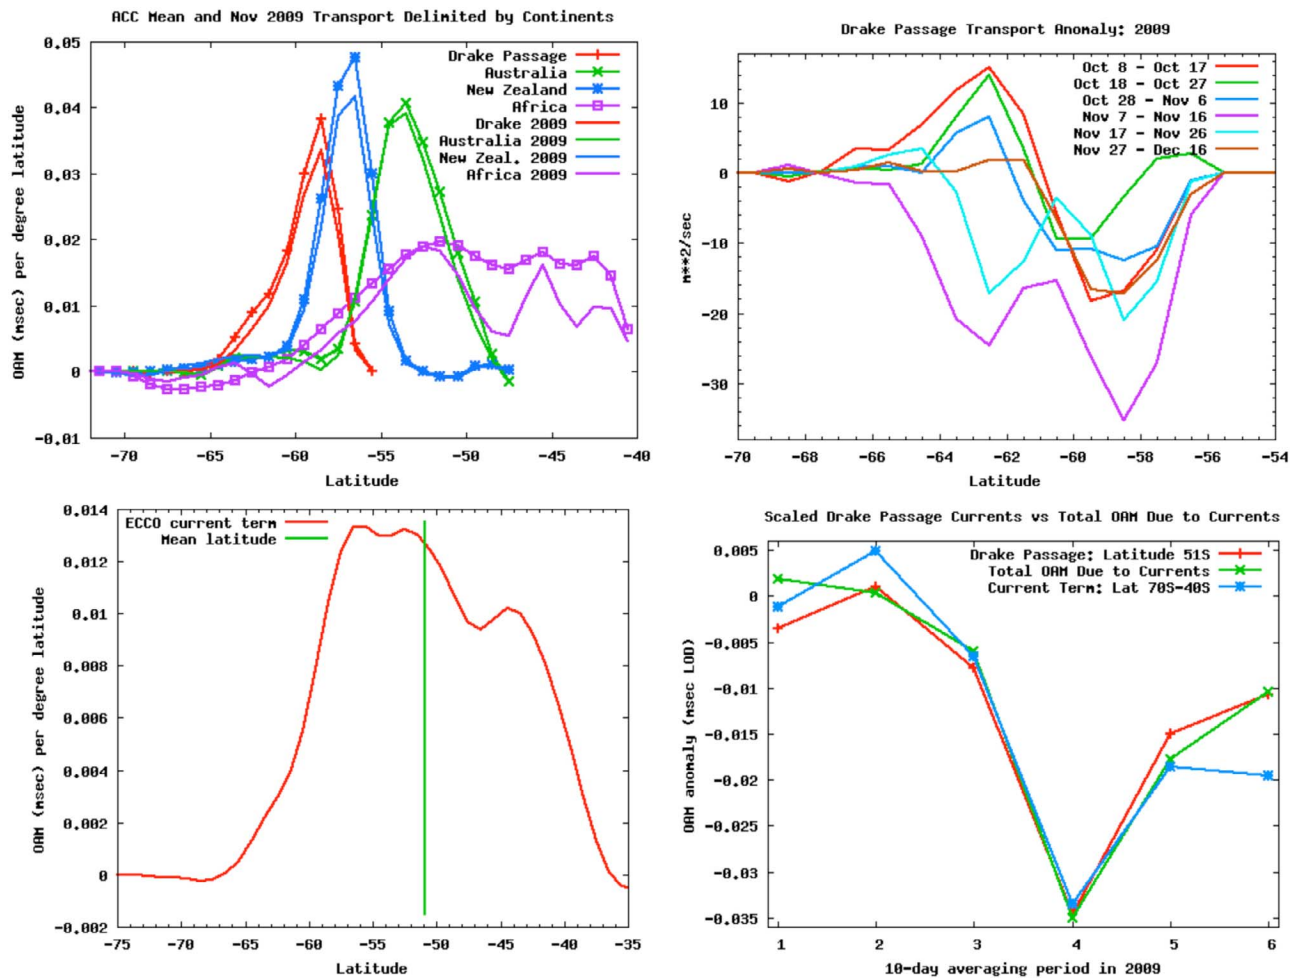 ACC Mean and Nov 2009 Transport Delimited by Continents
OAM (msec) per degree latitude
0.05
0.04
0.03
0.02
0.01
0
-0.01
Drake Passage
Australia
New Zealand
Africa
Drake 2009
Australia 2009
New Zeal. 2009
Africa 2009
-70 -65 -60 -55 -50 -45 -40
Latitude
Drake Passage Transport Anomaly: 2009
m**2/sec
10
0
-10
-20
-30
Oct 8 - Oct 17
Oct 18 - Oct 27
Oct 28 - Nov 6
Nov 7 - Nov 16
Nov 17 - Nov 26
Nov 27 - Dec 16
-70 -68 -66 -64 -62 -60 -58 -56 -54
Latitude
OAM (msec) per degree latitude
0.014
0.012
0.01
0.008
0.006
0.004
0.002
0
-0.002
ECCO current term
Mean latitude
-75 -70 -65 -60 -55 -50 -45 -40 -35
Latitude
Scaled Drake Passage Currents vs Total OAM Due to Currents
OAM anomaly (msec LOD)
0.005
0
-0.005
-0.01
-0.015
-0.02
-0.025
-0.03
-0.035
Drake Passage: Latitude 51S
Total OAM Due to Currents
Current Term: Lat 70S-40S
1 2 3 4 5 6
10-day averaging period in 2009